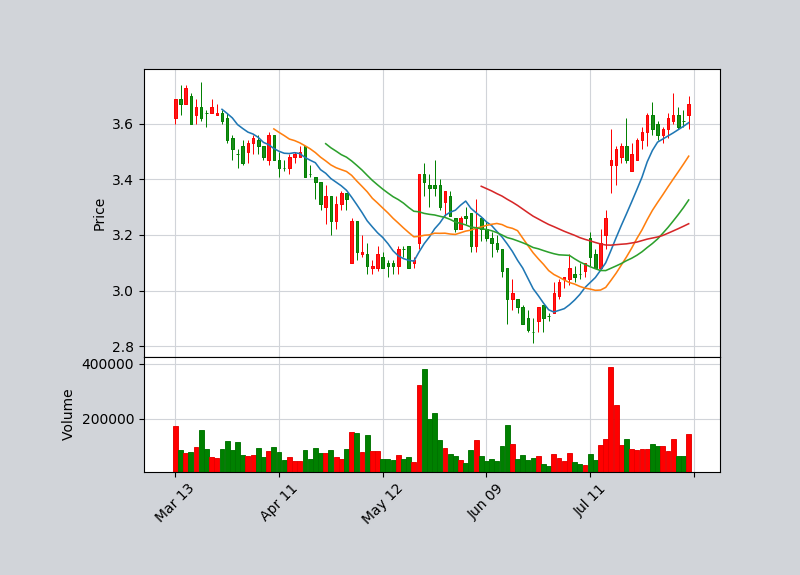 Price
3.6
3.4
3.2
3.0
2.8
Volume
400000
200000
Mar 13
Apr 11
May 12
Jun 09
Jul 11